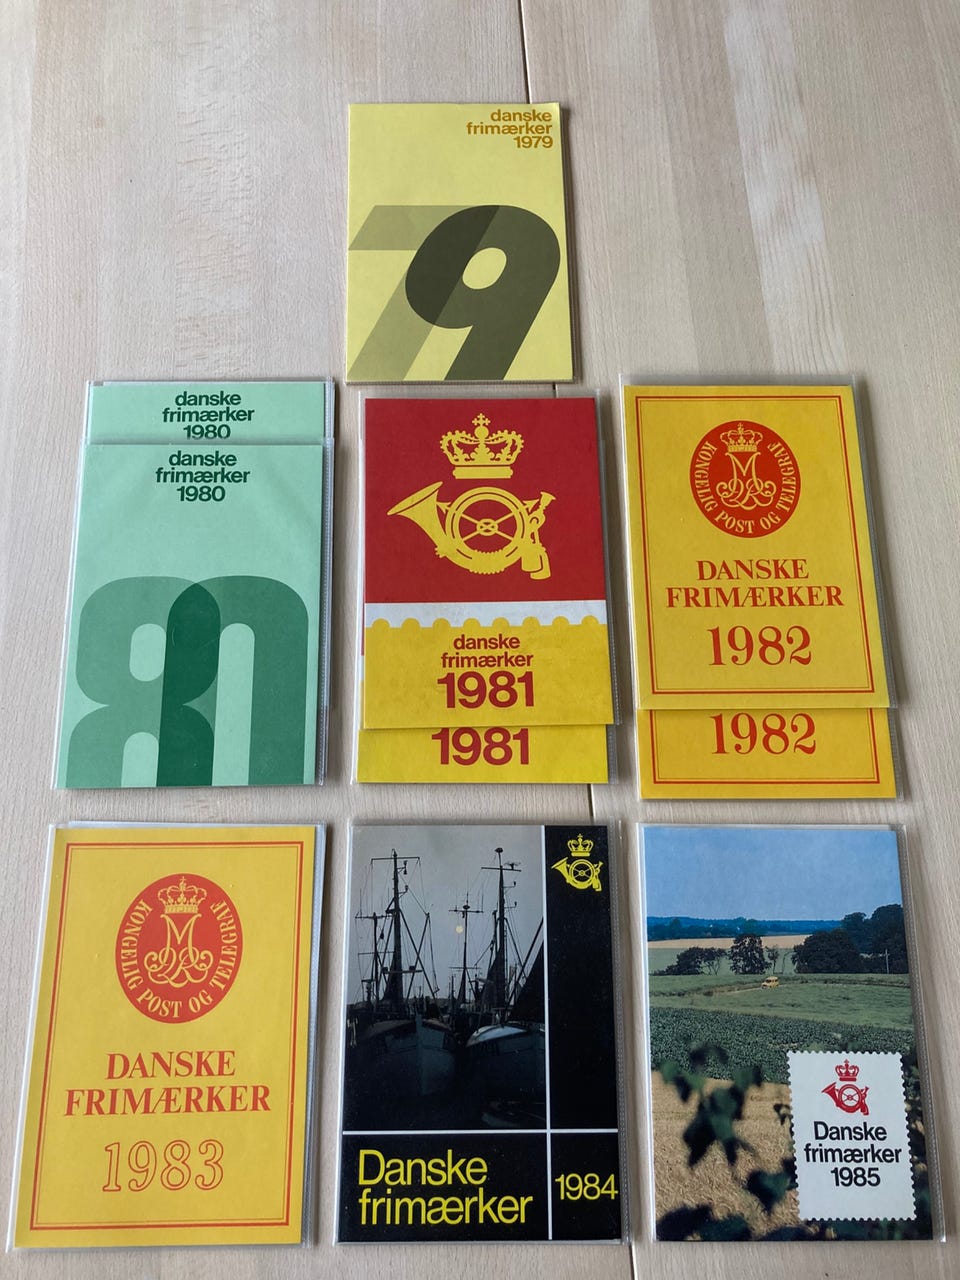 danske
frimærker
1979
79
danske
frimærker
1980
danske
frimærker
1980
80
danske
frimærker
1981
1981
KONGELIG POST OG TELEGRAF
DANSKE
FRIMÆRKER
1982
1982
KONGELIG POST OG TELEGRAF
DANSKE
FRIMÆRKER
1983
Danske
frimærker
1984
Danske
frimærker
1985